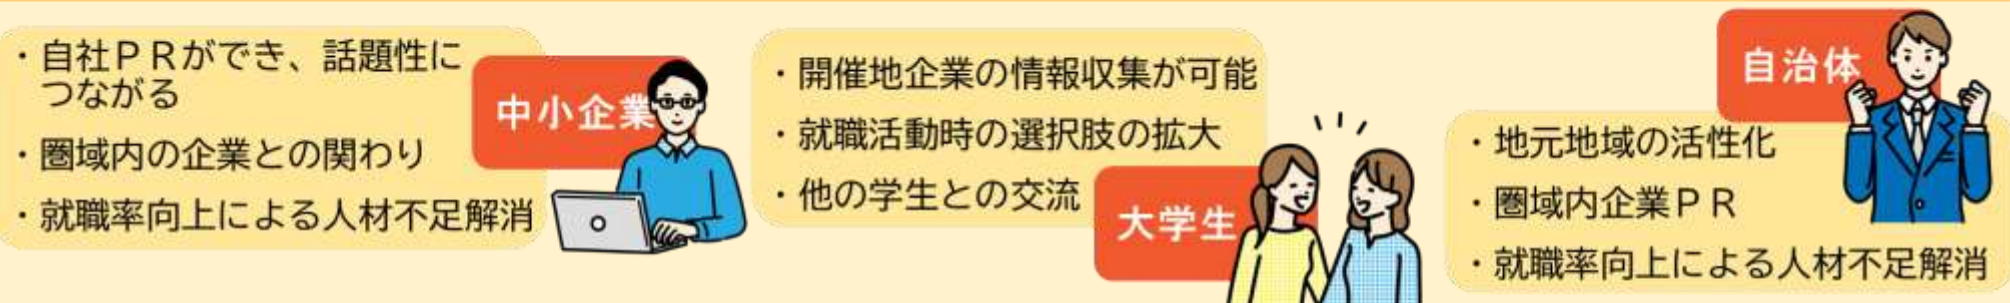 ・自社ＰＲができ、話題性に
つながる
・圏域内の企業との関わり
・就職率向上による人材不足解消
中小企業
・開催地企業の情報収集が可能
・就職活動時の選択肢の拡大
・他の学生との交流
大学生
自治体
・地元地域の活性化
・圏域内企業ＰＲ
・就職率向上による人材不足解消